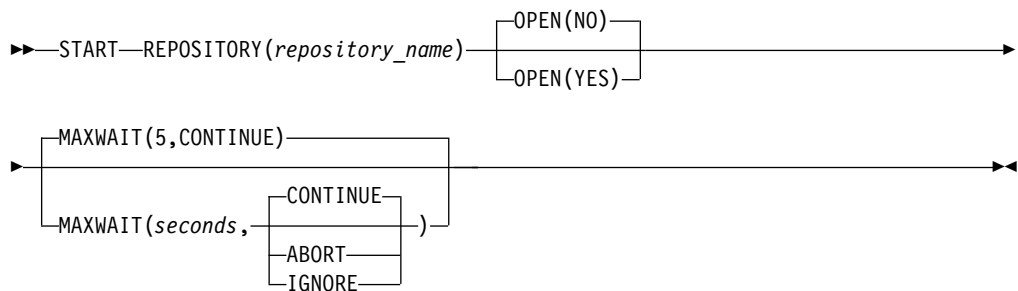 OPEN(NO)
START REPOSITORY(repository_name)
OPEN(YES)
MAXWAIT(5,CONTINUE)
CONTINUE
MAXWAIT(seconds, )
ABORT
IGNORE